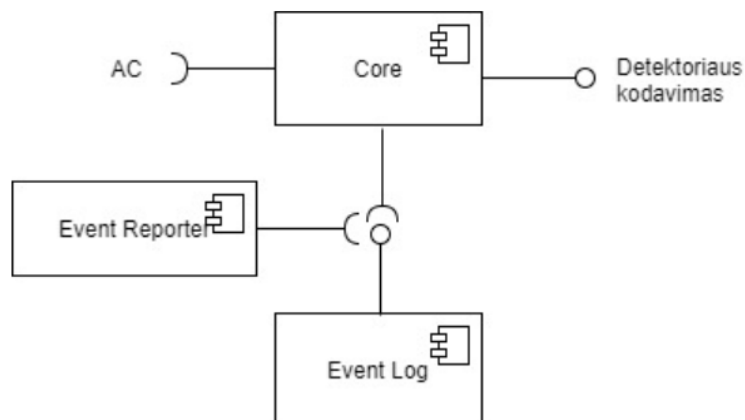 AC
Core
Detektoriaus
kodavimas
Event Reporter
Event Log